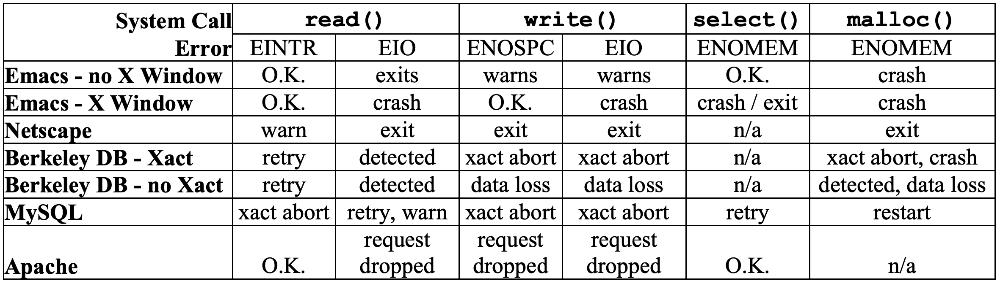 System Call read() write() select() malloc()
Error EINTR EIO ENOSPC EIO ENOMEM ENOMEM
Emacs - no X Window O.K. exits warns warns O.K. crash
Emacs - X Window O.K. crash O.K. crash crash / exit crash
Netscape warn exit exit exit n/a exit
Berkeley DB - Xact retry detected xact abort xact abort n/a xact abort, crash
Berkeley DB - no Xact retry detected data loss data loss n/a detected, data loss
MySQL xact abort retry, warn xact abort xact abort retry restart
request request request
Apache O.K. dropped dropped dropped O.K. n/a